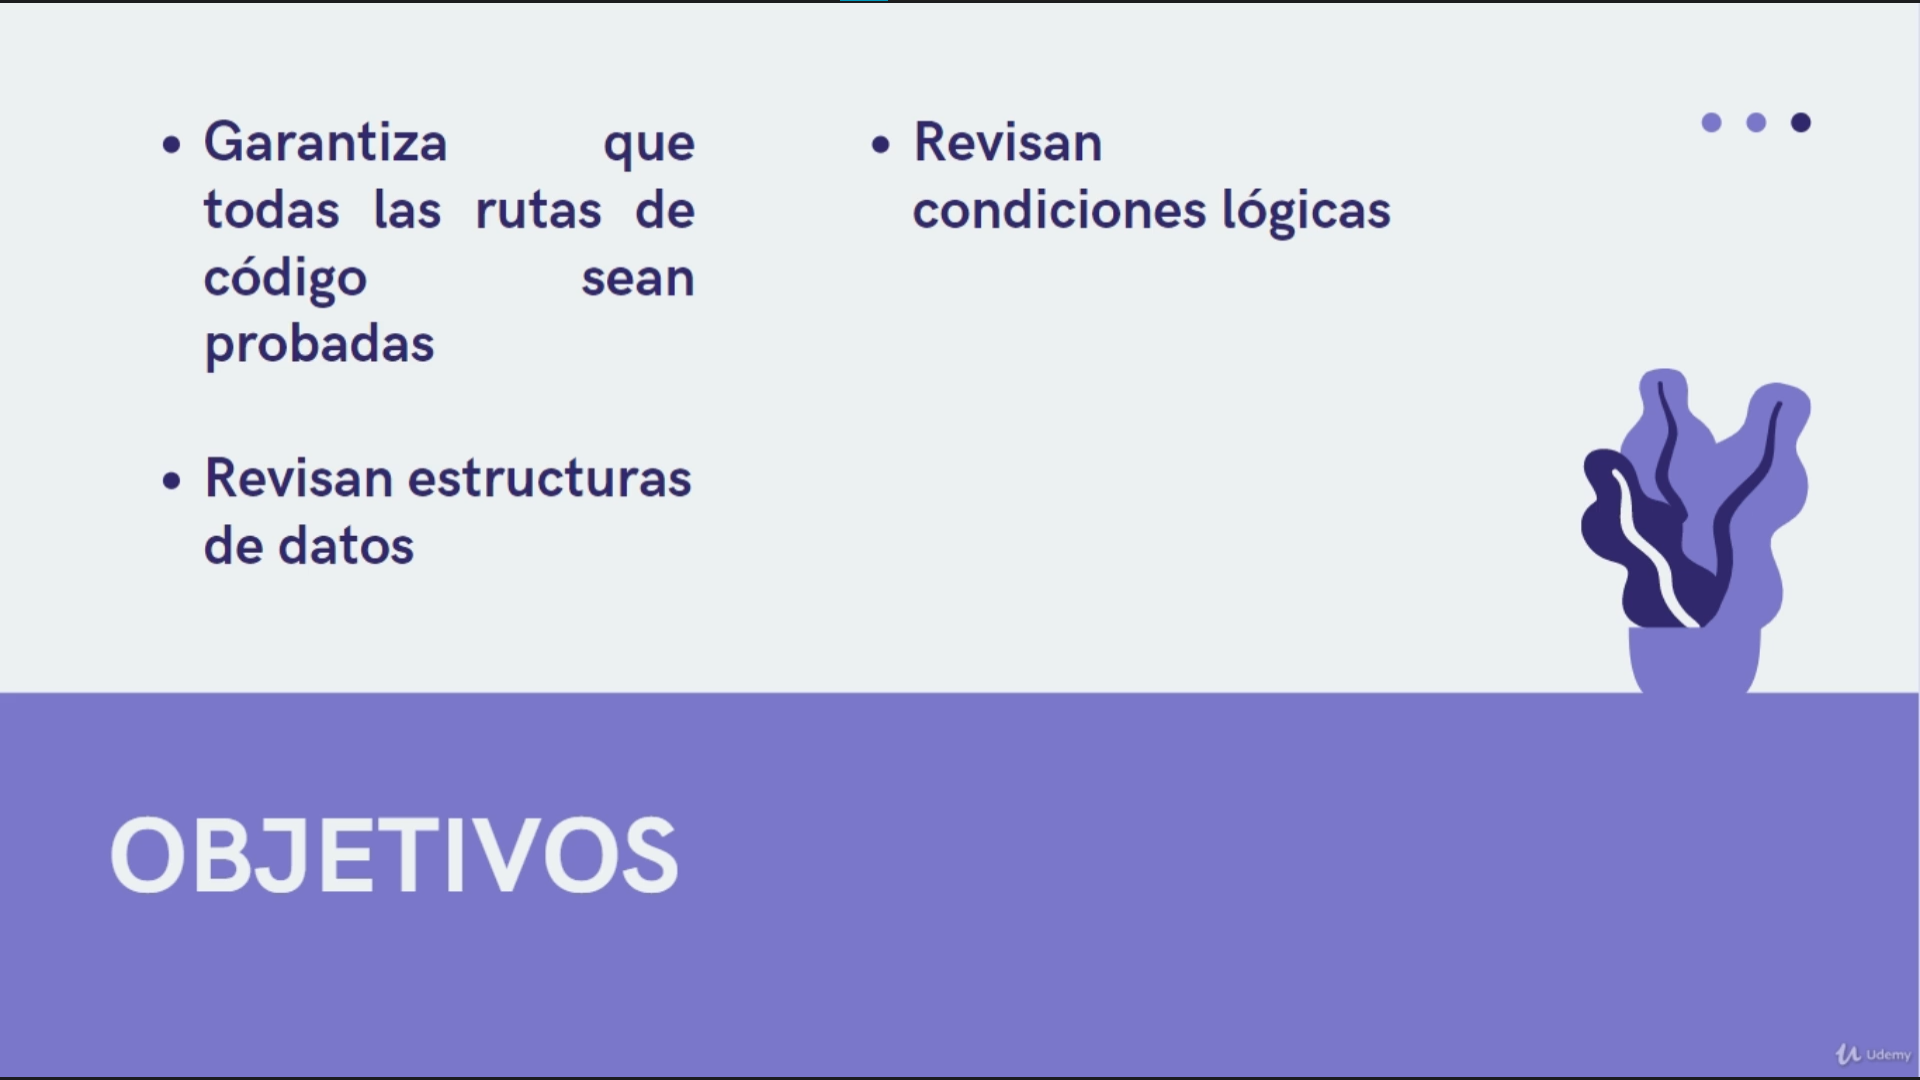 Garantiza que
todas las rutas de
código sean
probadas
Revisan estructuras
de datos
Revisan
condiciones lógicas
OBJETIVOS
Udemy